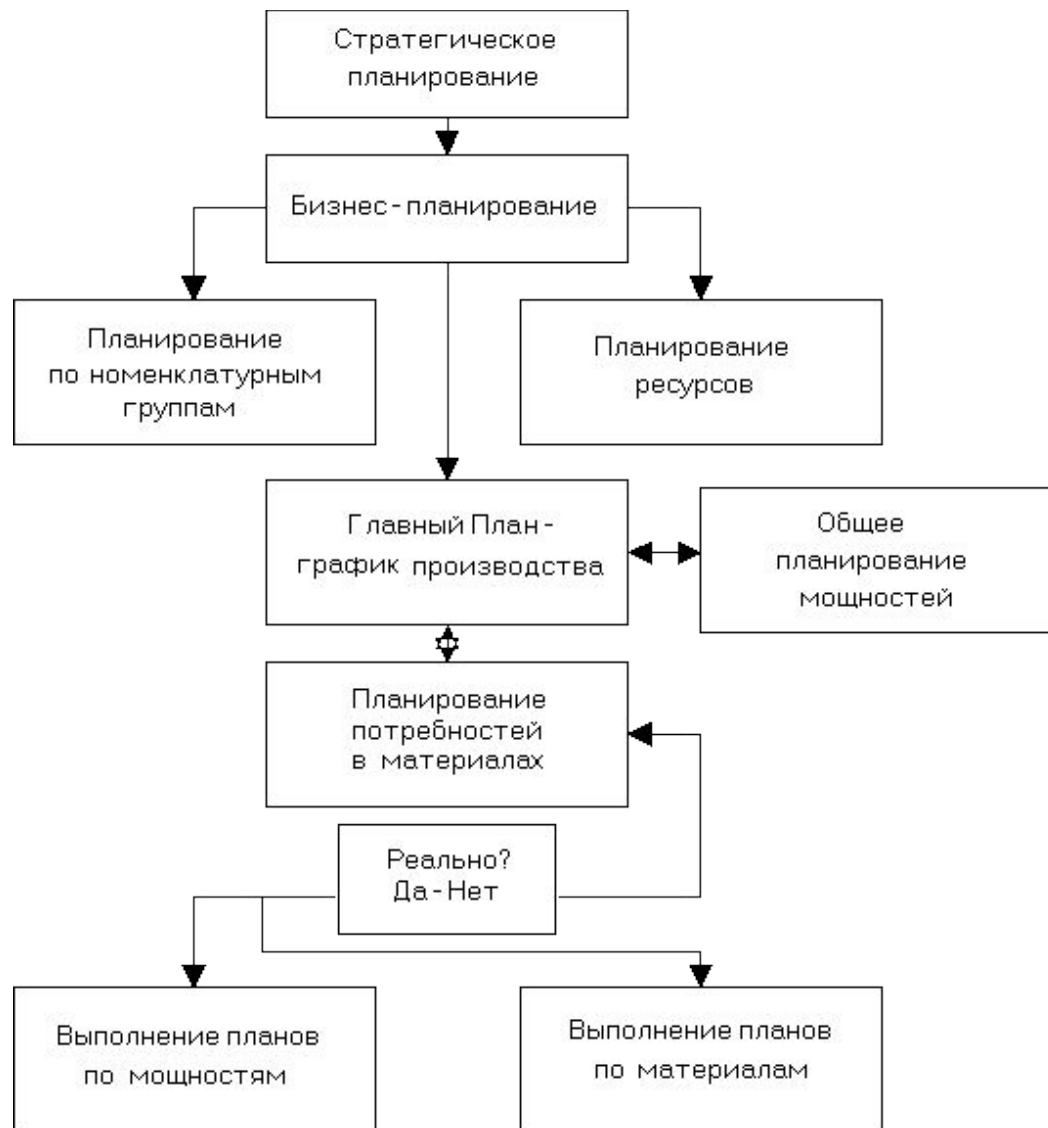 Стратегическое
планирование
Бизнес-планирование
Планирование
по номенклатурным
группам
Планирование
ресурсов
Главный План-
график производства
Общее
планирование
мощностей
Планирование
потребностей
в материалах
Реально?
Да-Нет
Выполнение планов
по мощностям
Выполнение планов
по материалам